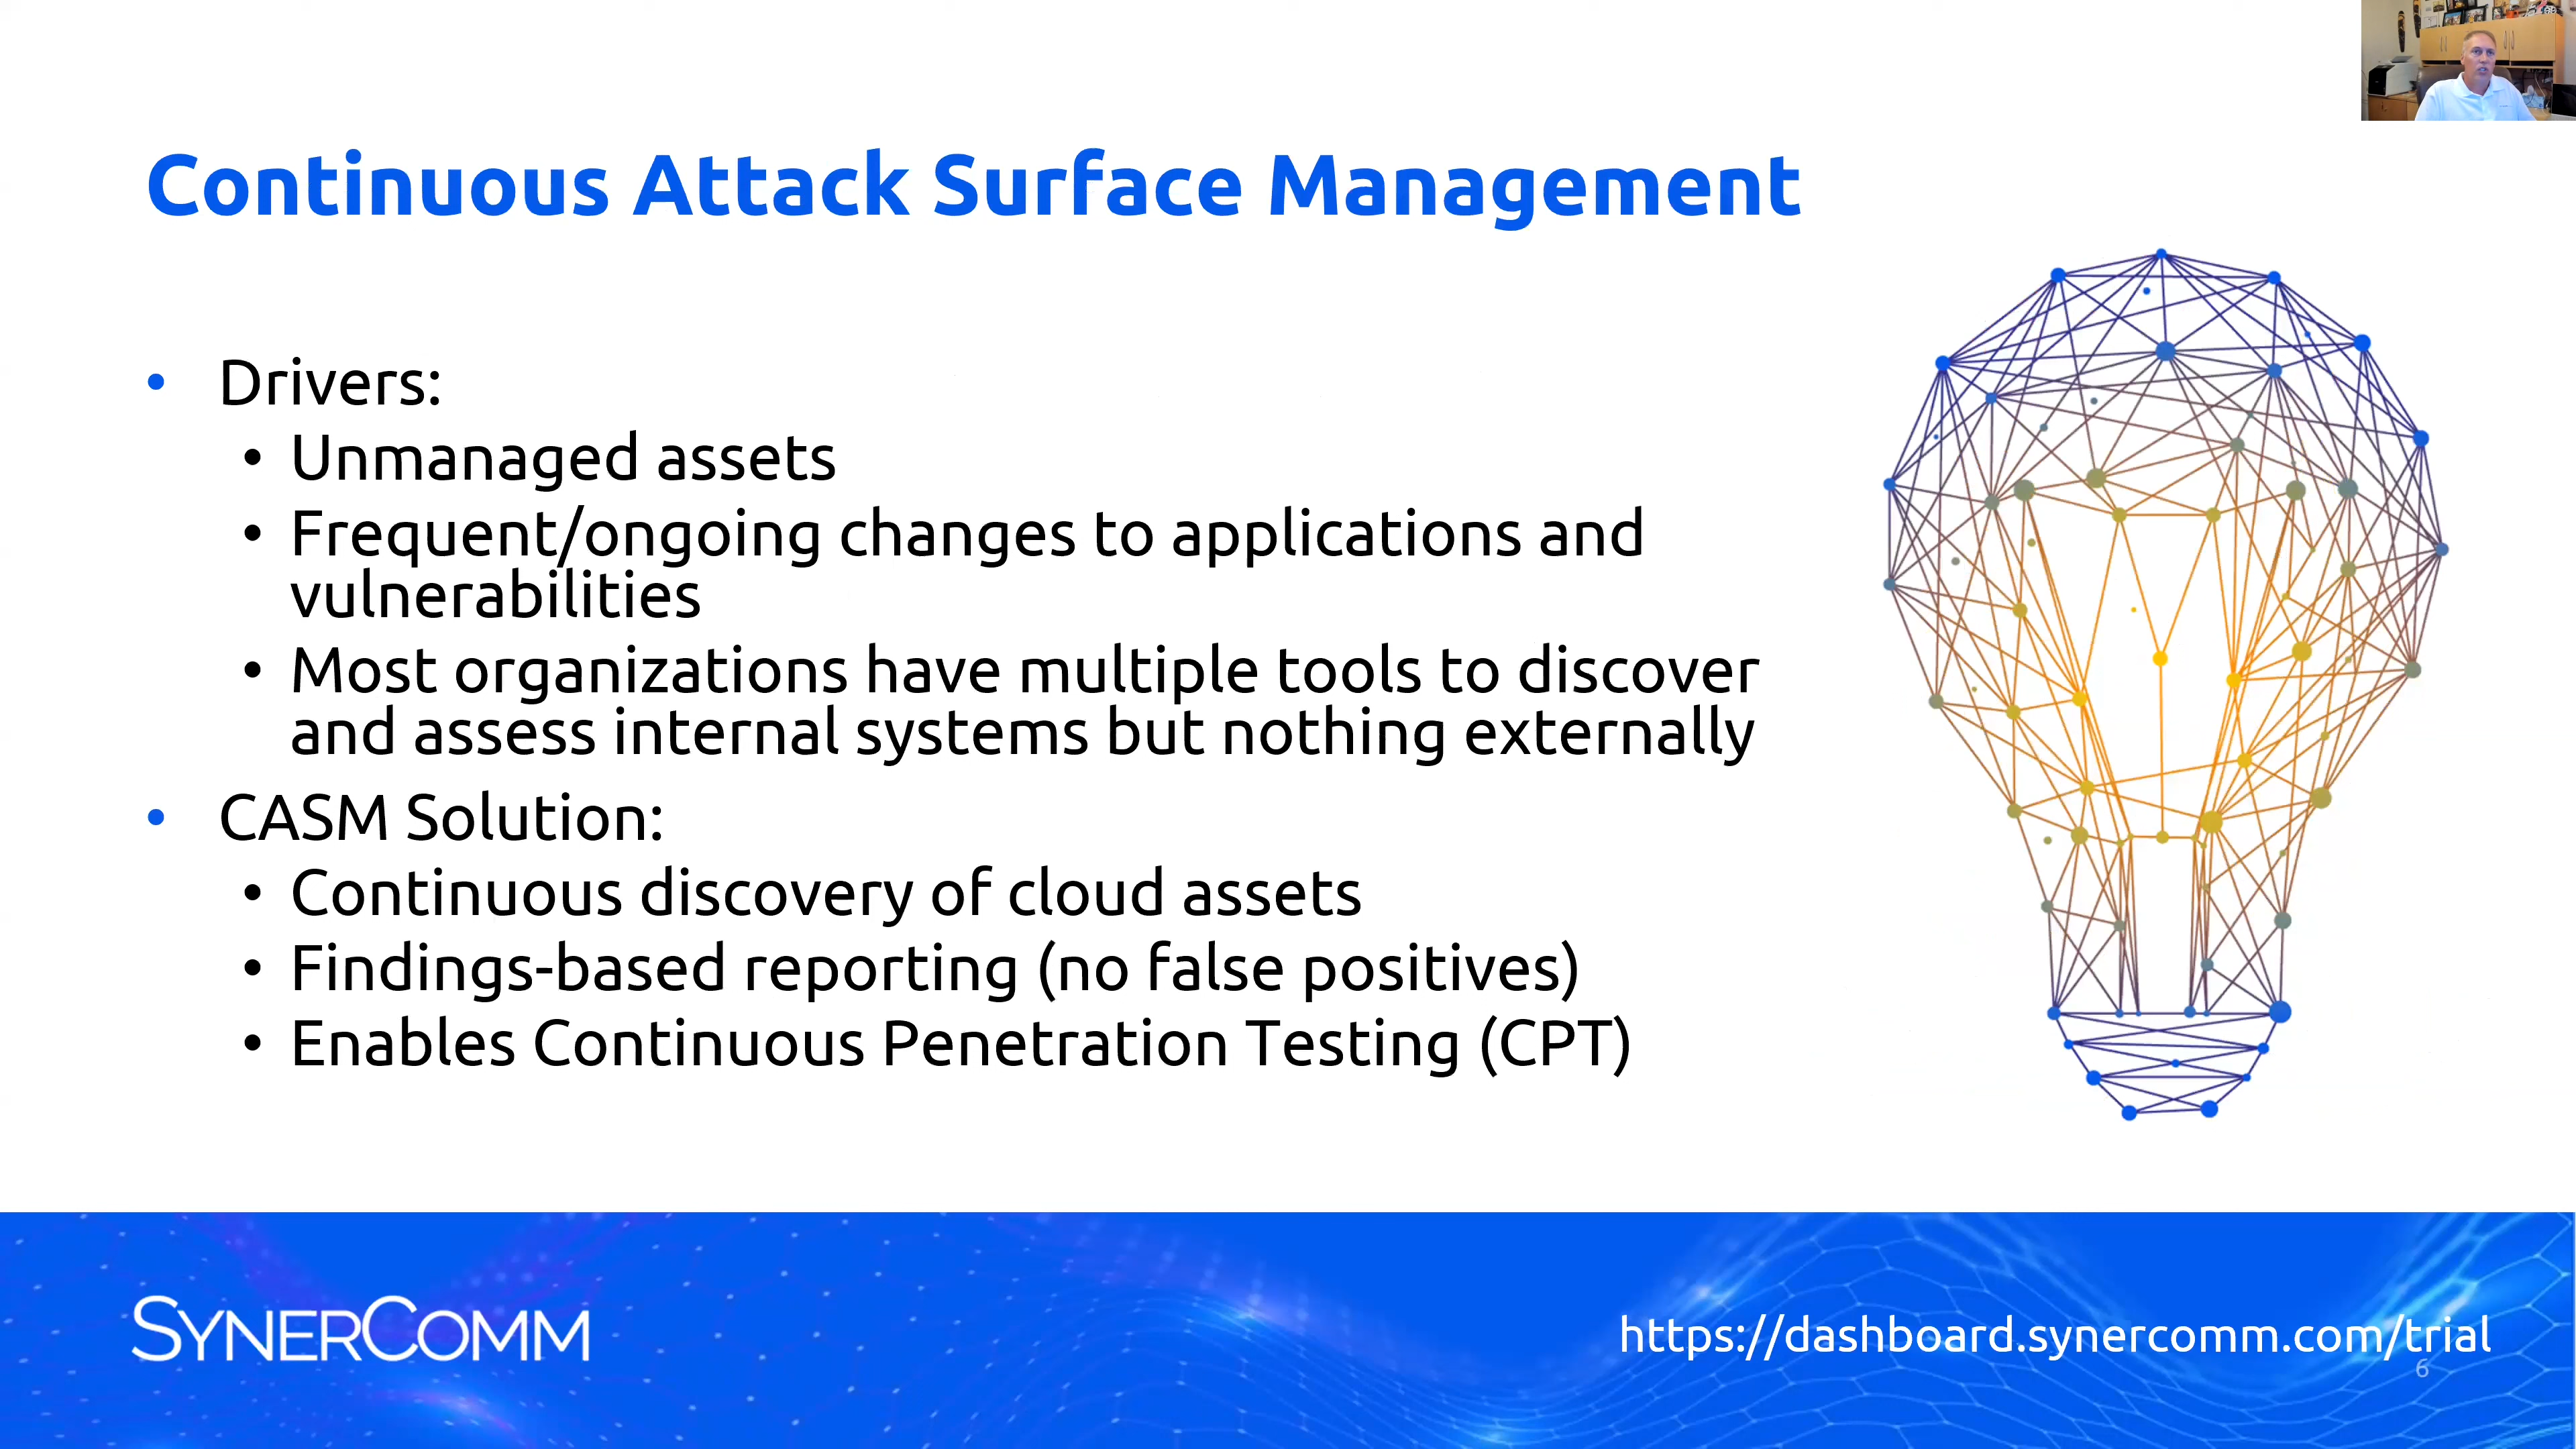 Continuous Attack Surface Management
• Drivers:
• Unmanaged assets
• Frequent/ongoing changes to applications and
vulnerabilities
• Most organizations have multiple tools to discover
and assess internal systems but nothing externally
• CASM Solution:
• Continuous discovery of cloud assets
• Findings-based reporting (no false positives)
• Enables Continuous Penetration Testing (CPT)
SYNERCOMM
https://dashboard.synercomm.com/trial
6